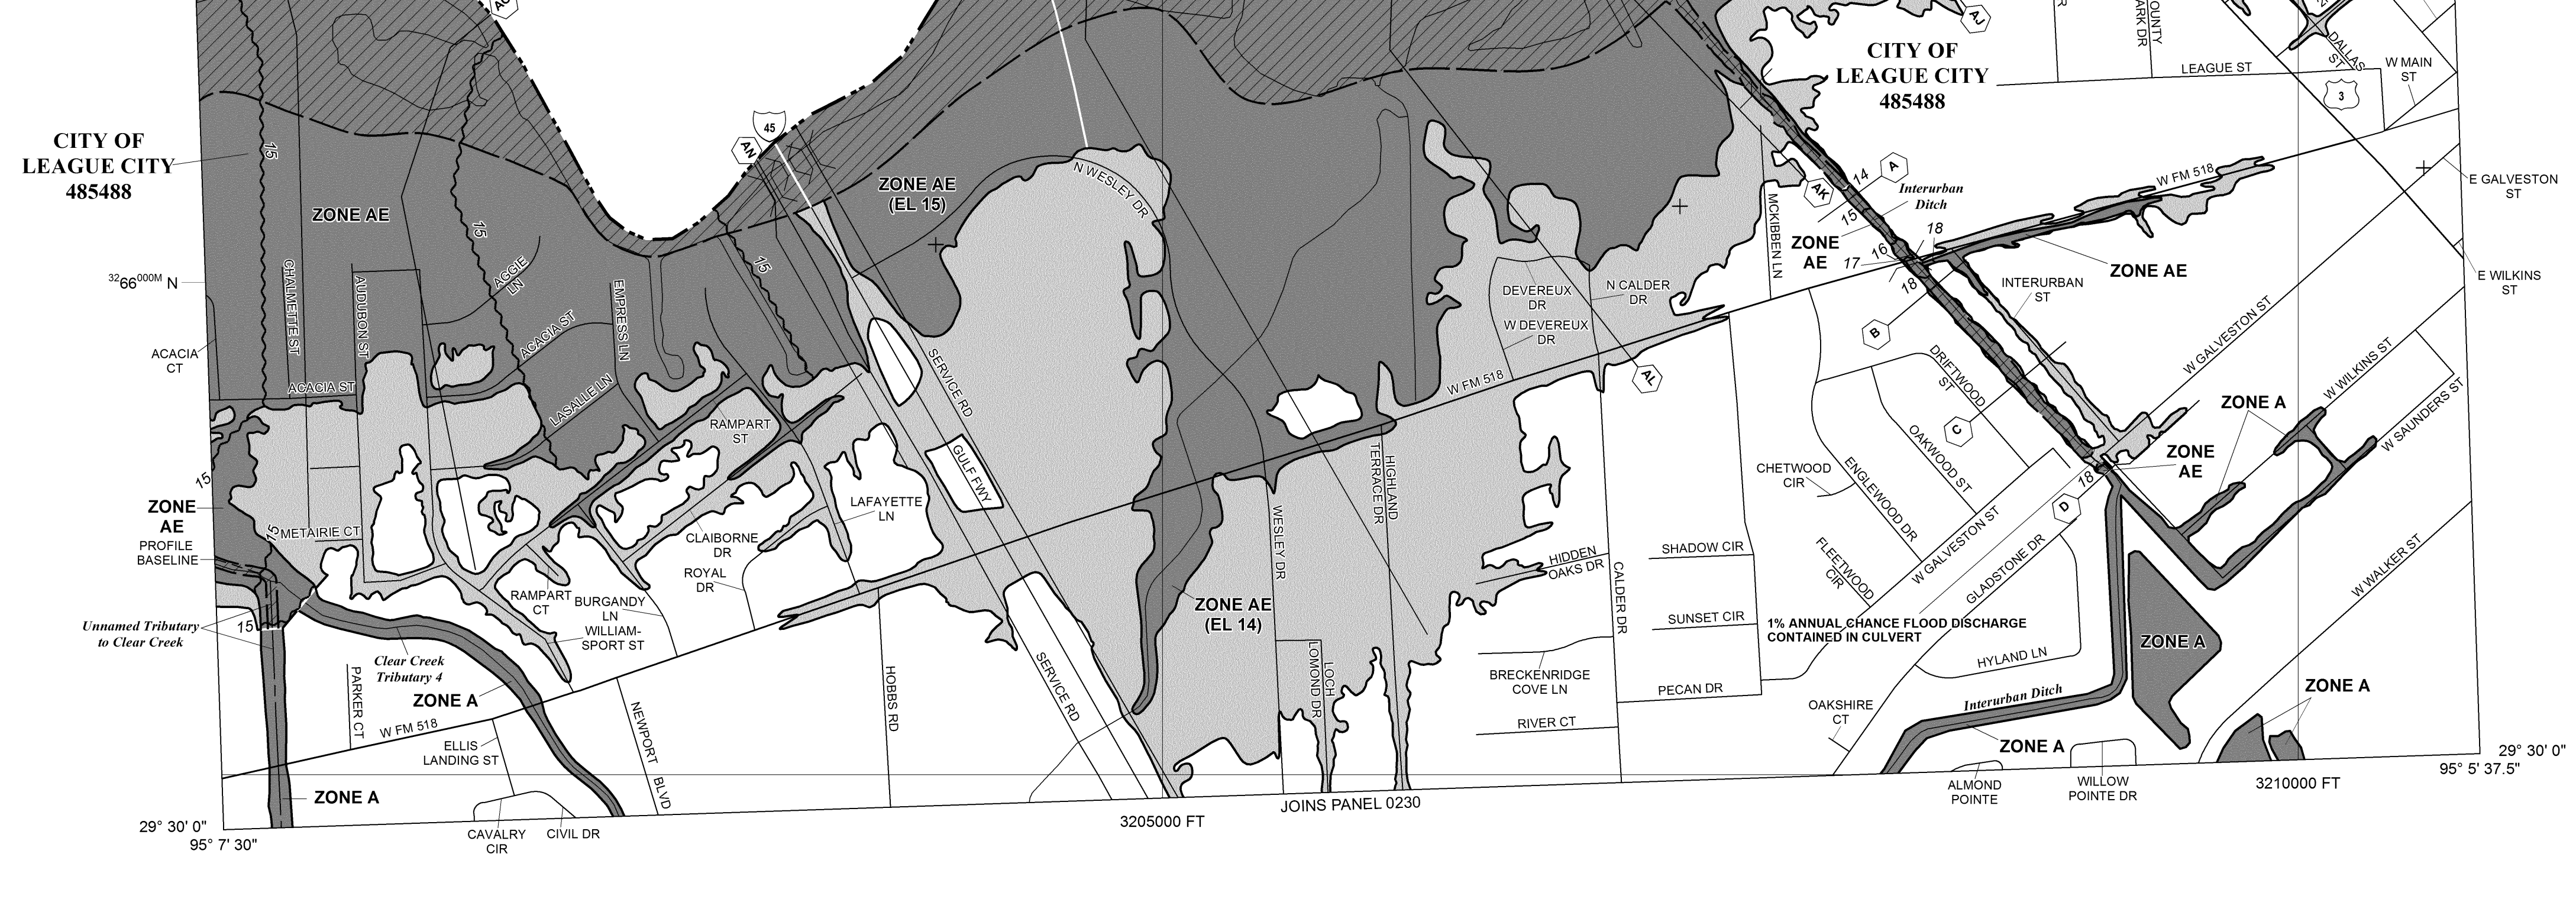 AJ
CITY OF
LEAGUE CITY
485488
DALLAS
ST
W MAIN
ST
LEAGUE ST
3
CITY OF
LEAGUE CITY
485488
45
AN
15
ZONE AE
ZONE AE
(EL 15)
N WESLEY DR
15
15
14
A
AK
Interurban
Ditch
15
W FM 518
E GALVESTON
ST
MCKIBBEN LN
ZONE
AE
16
17
18
18
ZONE AE
E WILKINS
ST
3266000M N
CHALMETTE ST
AUDUBON ST
AGGIE
LN
EMPRESS LN
ACACIA ST
DEVEREUX
DR
N CALDER
DR
W DEVEREUX
DR
INTERURBAN
ST
B
ACACIA
CT
SERVICE RD
W GALVESTON ST
W WILKINS ST
DRIFTWOOD
ST
ACACIA ST
LASALLE LN
W FM 518
AL
W SAUNDERS ST
ZONE A
RAMPART
ST
C
OAKWOOD ST
ZONE
AE
15
GULF FWY
HIGHLAND
TERRACE DR
CHETWOOD
CIR
ENGLEWOOD DR
18
D
ZONE
AE
LAFAYETTE
LN
WESLEY DR
15
METAIRIE CT
CLAIBORNE
DR
W GALVESTON ST
PROFILE
BASELINE
SHADOW CIR
FLEETWOOD
CIR
GLADSTONE DR
W WALKER ST
HIDDEN
OAKS DR
CALDER DR
ROYAL
DR
RAMPART
CT
BURGANDY
LN
ZONE AE
(EL 14)
SUNSET CIR
1% ANNUAL CHANCE FLOOD DISCHARGE
CONTAINED IN CULVERT
Unnamed Tributary
to Clear Creek
15
WILLIAM-
SPORT ST
ZONE A
HYLAND LN
Clear Creek
Tributary 4
PARKER CT
HOBBS RD
SERVICE RD
LOCH
LOMOND DR
BRECKENRIDGE
COVE LN
PECAN DR
ZONE A
ZONE A
Interurban Ditch
OAKSHIRE
CT
RIVER CT
W FM 518
NEWPORT BLVD
ELLIS
LANDING ST
ZONE A
29° 30' 0"
95° 5' 37.5"
ZONE A
ALMOND
POINTE
WILLOW
POINTE DR
3210000 FT
JOINS PANEL 0230
3205000 FT
29° 30' 0"
95° 7' 30"
CAVALRY
CIR
CIVIL DR